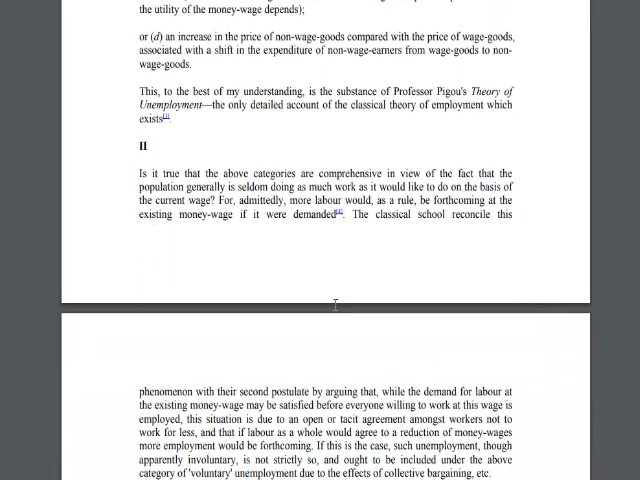 the utility of the money-wage depends);
or (d) an increase in the price of non-wage-goods compared with the price of wage-goods,
associated with a shift in the expenditure of non-wage-earners from wage-goods to non-
wage-goods.
This, to the best of my understanding, is the substance of Professor Pigou's Theory of
Unemployment—the only detailed account of the classical theory of employment which
exists[3].
II
Is it true that the above categories are comprehensive in view of the fact that the
population generally is seldom doing as much work as it would like to do on the basis of
the current wage? For, admittedly, more labour would, as a rule, be forthcoming at the
existing money-wage if it were demanded[4]. The classical school reconcile this
phenomenon with their second postulate by arguing that, while the demand for labour at
the existing money-wage may be satisfied before everyone willing to work at this wage is
employed, this situation is due to an open or tacit agreement amongst workers not to
work for less, and that if labour as a whole would agree to a reduction of money-wages
more employment would be forthcoming. If this is the case, such unemployment, though
apparently involuntary, is not strictly so, and ought to be included under the above
category of 'voluntary' unemployment due to the effects of collective bargaining, etc.